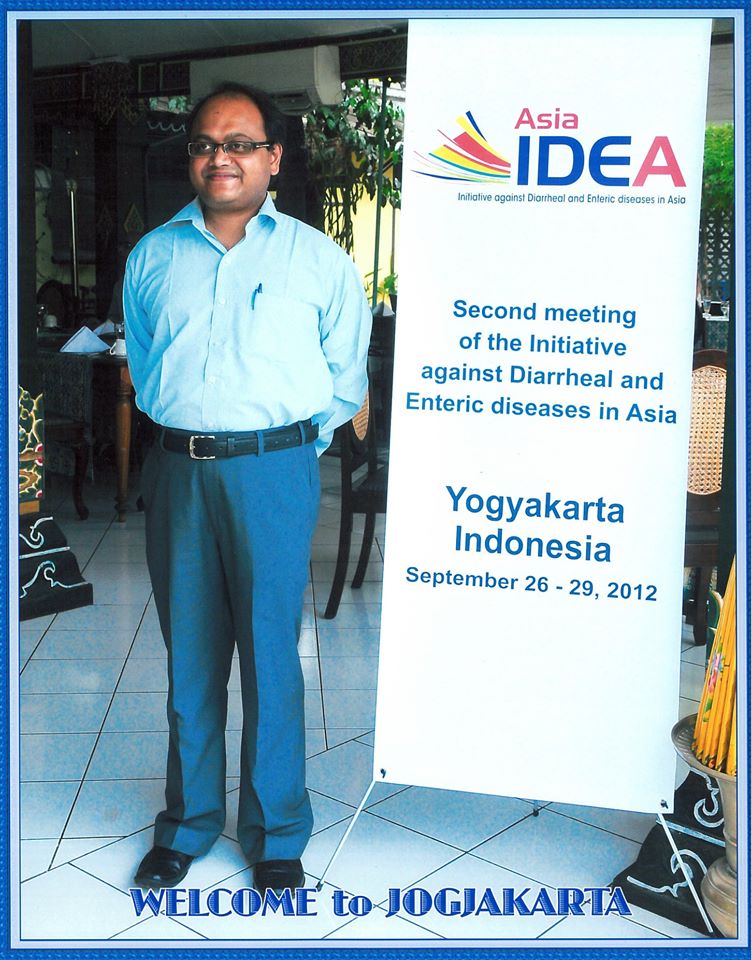 Asia
IDEA
Initiative against Diarrheal and Enteric diseases in Asia
Second meeting
of the Initiative
against Diarrheal and
Enteric diseases in Asia
Yogyakarta
Indonesia
September 26 - 29, 2012
WELCOME to JOGJAKARTA